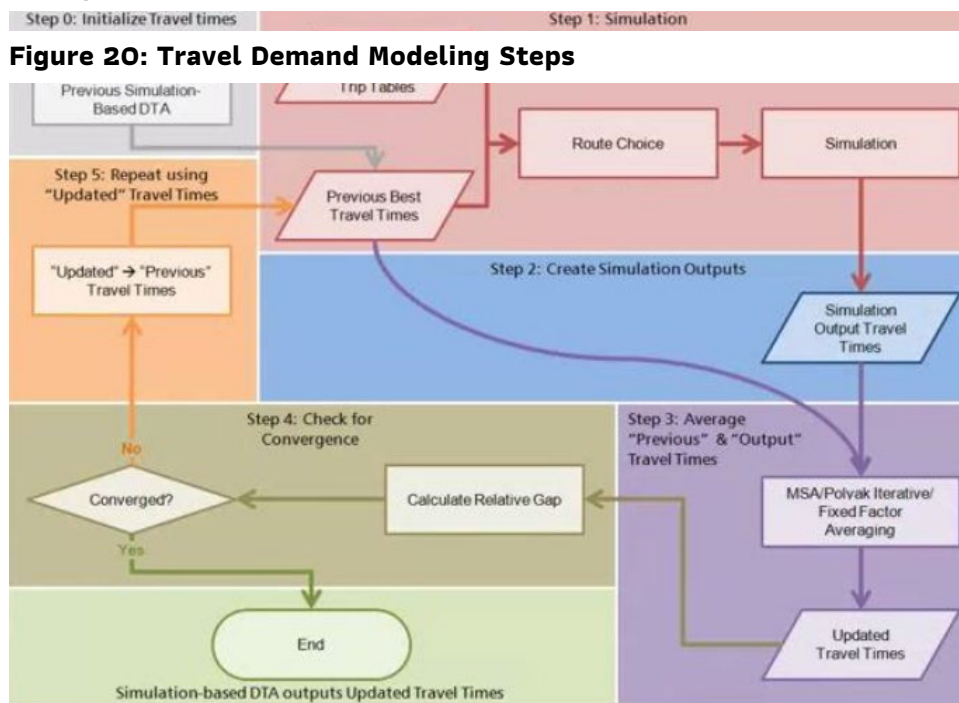 Step 0: Initialize Travel times
Step 1: Simulation
Figure 20: Travel Demand Modeling Steps
Previous Simulation-
Based DTA
Trip Tables
Route Choice
Simulation
Step 5: Repeat using
"Updated" Travel Times
Previous Best
Travel Times
"Updated" → "Previous"
Travel Times
Step 2: Create Simulation Outputs
Simulation
Output Travel
Times
Step 4: Check for
Convergence
Step 3: Average
"Previous" & "Output"
Travel Times
No
Converged?
Calculate Relative Gap
MSA/Polyak Iterative/
Fixed Factor
Averaging
Yes
End
Updated
Travel Times
Simulation-based DTA outputs Updated Travel Times